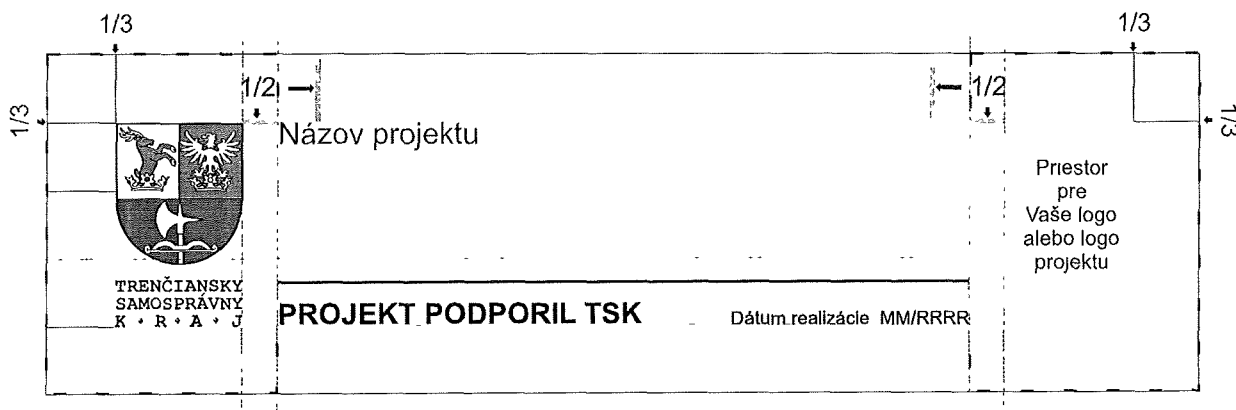 1/3
1/3
1/2
1/2
1/3
1/3
Názov projektu
Priestor
pre
Vaše logo
alebo logo
projektu
TRENČIANSKY
SAMOSPRÁVNY
K • R • A • J
PROJEKT PODPORIL TSK
Dátum realizácie MM/RRRR